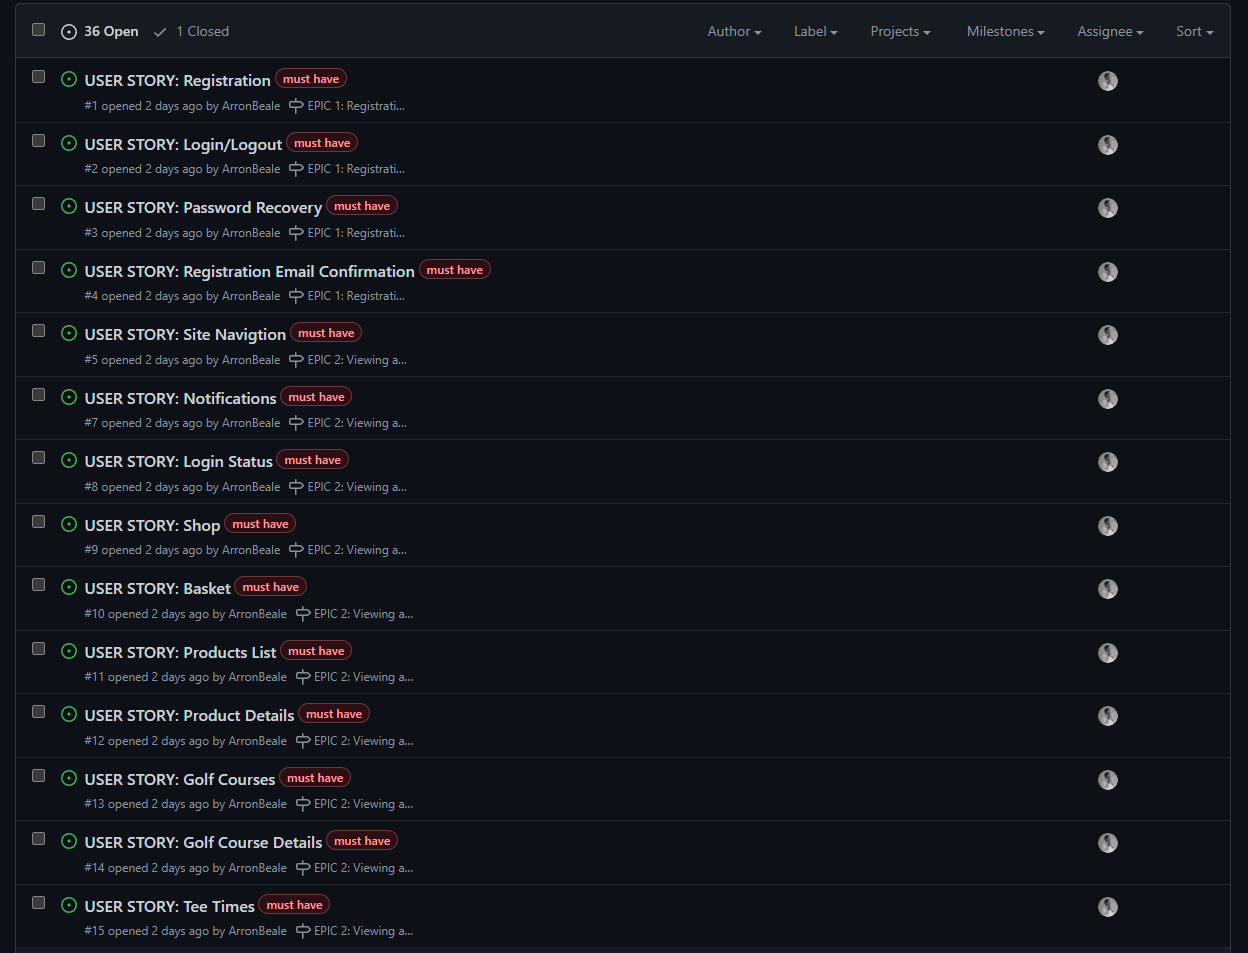 36 Open 1 Closed Author Label Projects Milestones Assignee Sort
USER STORY: Registration must have
#1 opened 2 days ago by ArronBeale EPIC 1: Registrati...
USER STORY: Login/Logout must have
#2 opened 2 days ago by ArronBeale EPIC 1: Registrati...
USER STORY: Password Recovery must have
#3 opened 2 days ago by ArronBeale EPIC 1: Registrati...
USER STORY: Registration Email Confirmation must have
#4 opened 2 days ago by ArronBeale EPIC 1: Registrati...
USER STORY: Site Navigtion must have
#5 opened 2 days ago by ArronBeale EPIC 2: Viewing a...
USER STORY: Notifications must have
#7 opened 2 days ago by ArronBeale EPIC 2: Viewing a...
USER STORY: Login Status must have
#8 opened 2 days ago by ArronBeale EPIC 2: Viewing a...
USER STORY: Shop must have
#9 opened 2 days ago by ArronBeale EPIC 2: Viewing a...
USER STORY: Basket must have
#10 opened 2 days ago by ArronBeale EPIC 2: Viewing a...
USER STORY: Products List must have
#11 opened 2 days ago by ArronBeale EPIC 2: Viewing a...
USER STORY: Product Details must have
#12 opened 2 days ago by ArronBeale EPIC 2: Viewing a...
USER STORY: Golf Courses must have
#13 opened 2 days ago by ArronBeale EPIC 2: Viewing a...
USER STORY: Golf Course Details must have
#14 opened 2 days ago by ArronBeale EPIC 2: Viewing a...
USER STORY: Tee Times must have
#15 opened 2 days ago by ArronBeale EPIC 2: Viewing a...